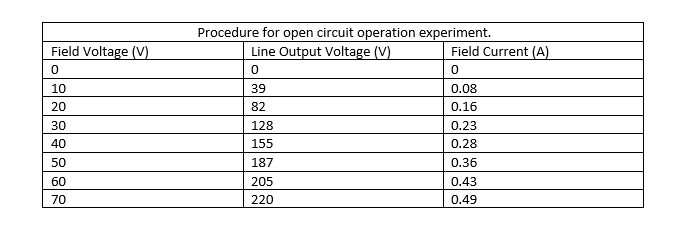 Procedure for open circuit operation experiment.
Field Voltage (V) Line Output Voltage (V) Field Current (A)
0 0 0
10 39 0.08
20 82 0.16
30 128 0.23
40 155 0.28
50 187 0.36
60 205 0.43
70 220 0.49